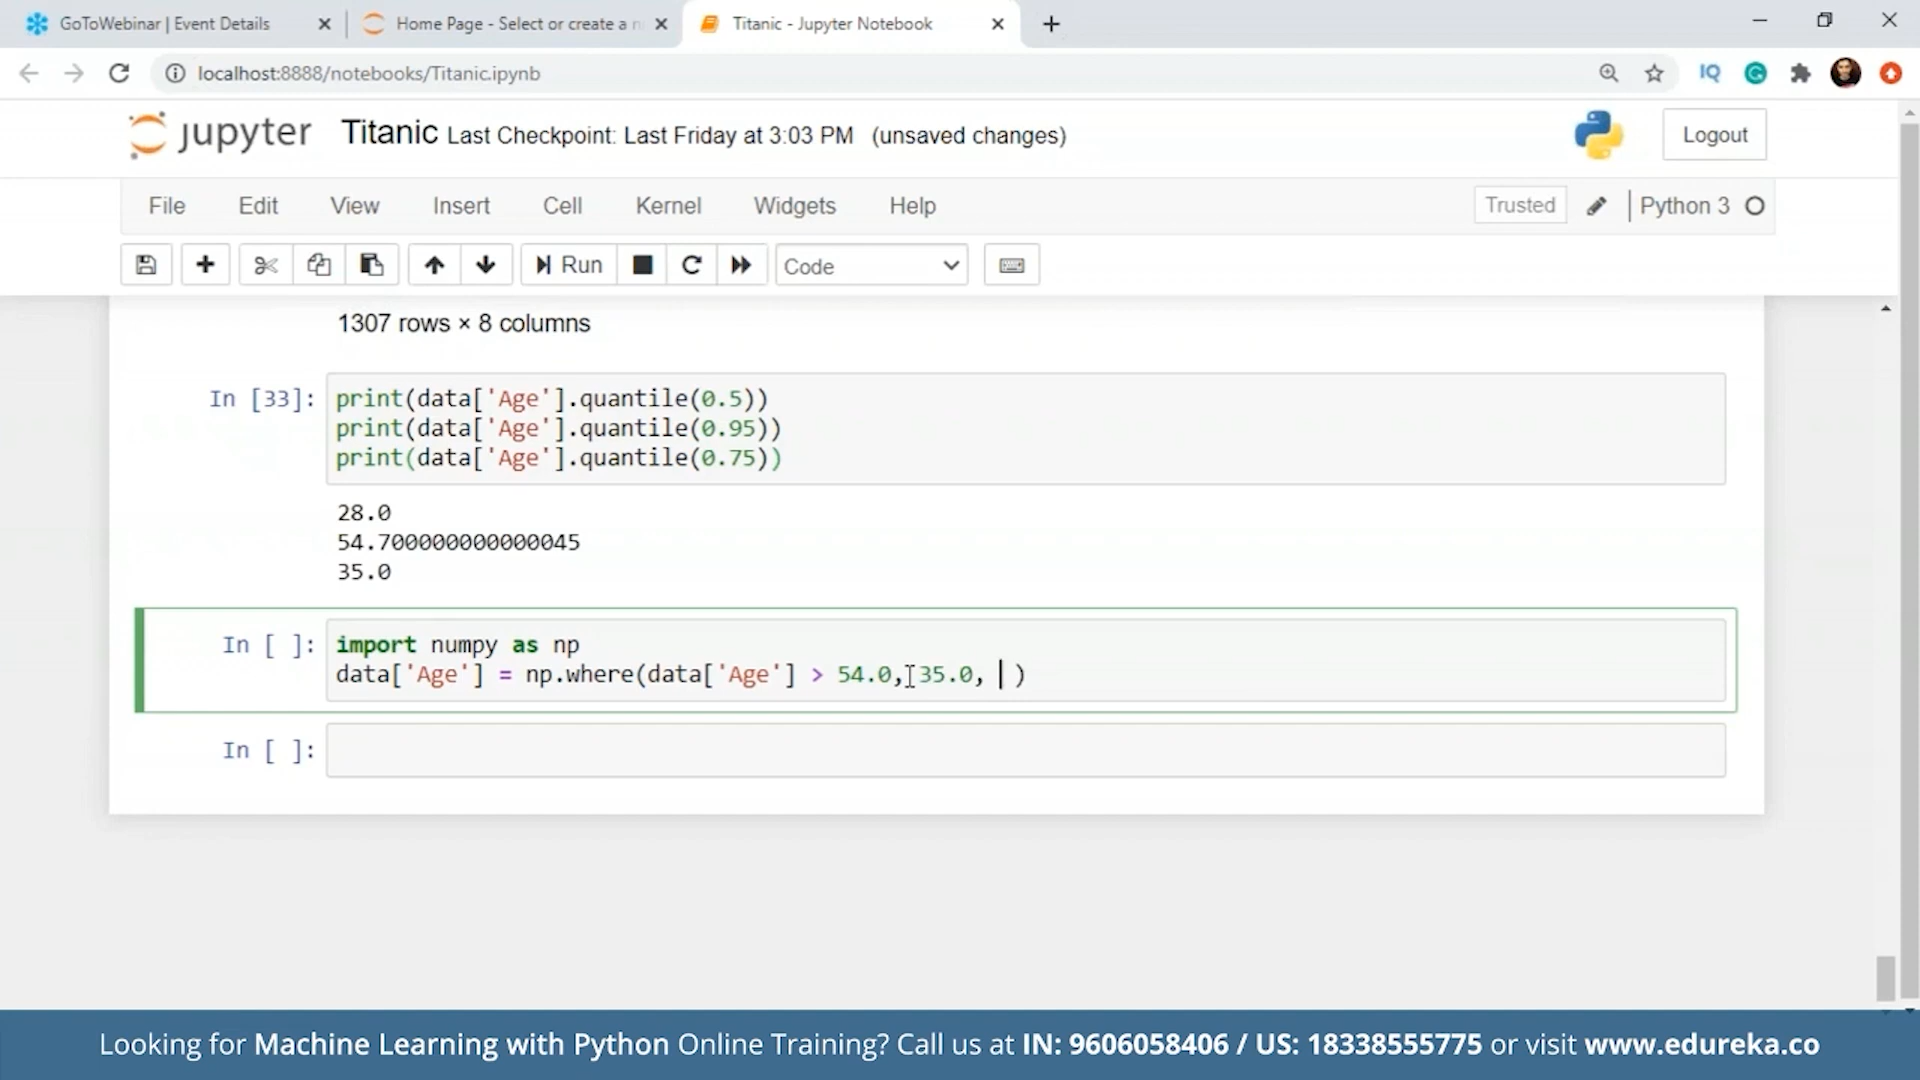 GoToWebinar | Event Details
Home Page - Select or create a n
Titanic - Jupyter Notebook
localhost:8888/notebooks/Titanic.ipynb
IQ
jupyter Titanic Last Checkpoint: Last Friday at 3:03 PM (unsaved changes)
Logout
File Edit View Insert Cell Kernel Widgets Help
Trusted
Python 3
Run
Code
1307 rows × 8 columns
In [33]: print(data['Age'].quantile(0.5))
print(data['Age'].quantile(0.95))
print(data['Age'].quantile(0.75))
28.0
54.700000000000045
35.0
In [ ]: import numpy as np
data['Age'] = np.where(data['Age'] > 54.0, 35.0, )
In [ ]:
Looking for Machine Learning with Python Online Training? Call us at IN: 9606058406 / US: 18338555775 or visit www.edureka.co